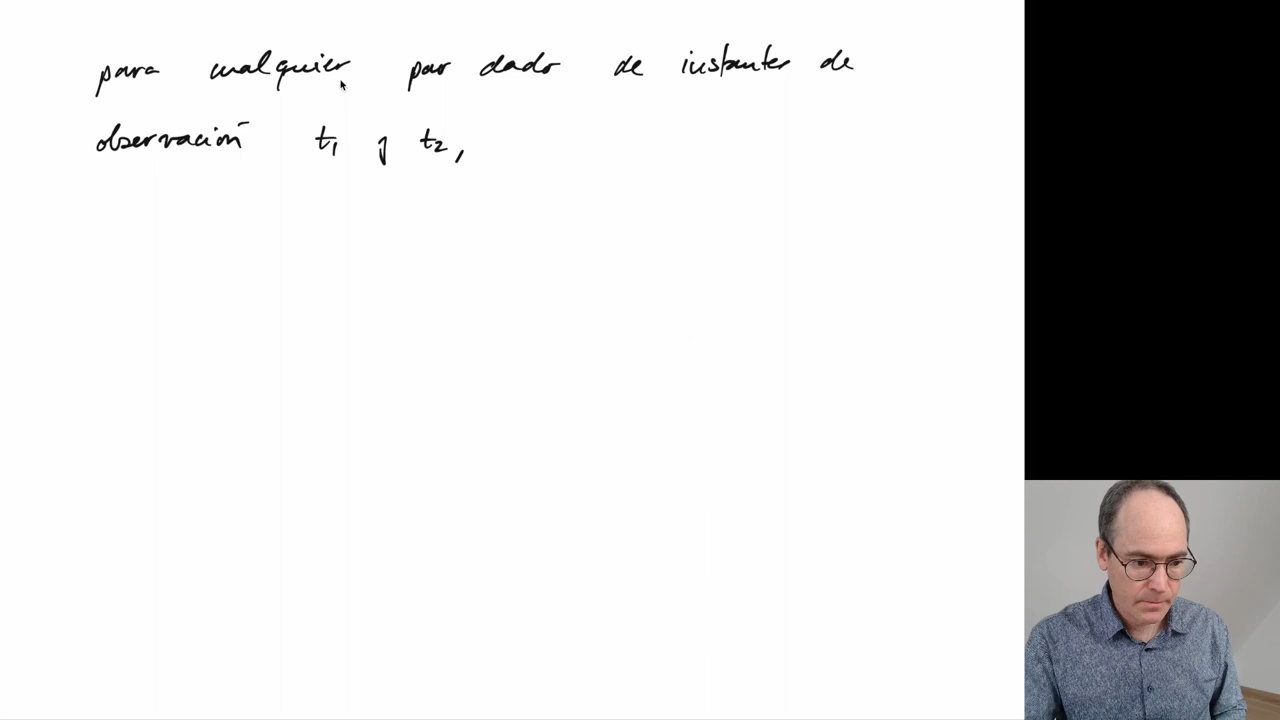 para cualquier par dado de instantes de
observación t₁ y t₂,